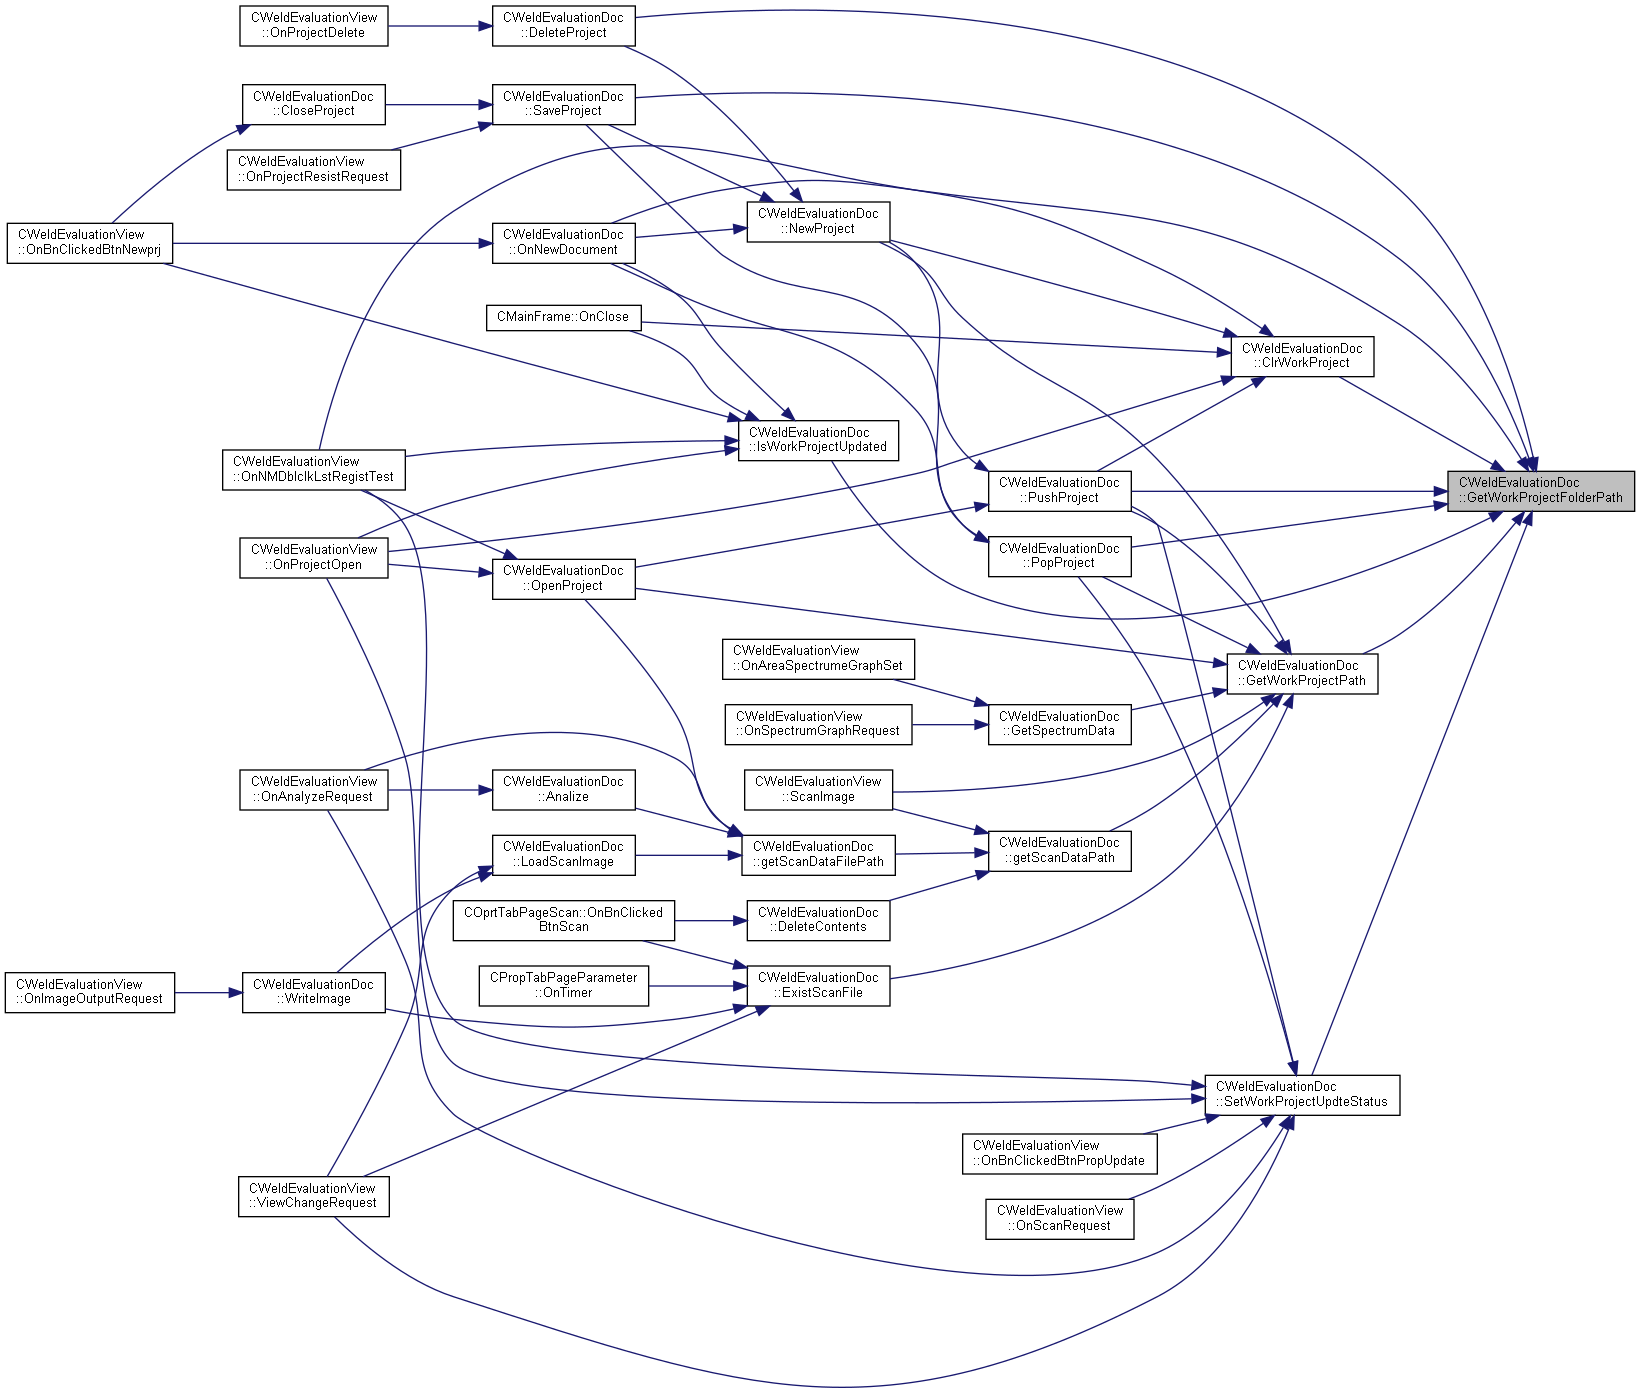 CWeldEvaluationView
::OnProjectDelete
CWeldEvaluationDoc
::DeleteProject
CWeldEvaluationDoc
::CloseProject
CWeldEvaluationDoc
::SaveProject
CWeldEvaluationView
::OnProjectResistRequest
CWeldEvaluationView
::OnBnClickedBtnNewprj
CWeldEvaluationDoc
::OnNewDocument
CWeldEvaluationDoc
::NewProject
CMainFrame::OnClose
CWeldEvaluationDoc
::ClrWorkProject
CWeldEvaluationDoc
::IsWorkProjectUpdated
CWeldEvaluationView
::OnNMDblclkLstRegistTest
CWeldEvaluationDoc
::PushProject
CWeldEvaluationDoc
::GetWorkProjectFolderPath
CWeldEvaluationView
::OnProjectOpen
CWeldEvaluationDoc
::OpenProject
CWeldEvaluationDoc
::PopProject
CWeldEvaluationView
::OnAreaSpectrumeGraphSet
CWeldEvaluationDoc
::GetWorkProjectPath
CWeldEvaluationView
::OnSpectrumGraphRequest
CWeldEvaluationDoc
::GetSpectrumData
CWeldEvaluationView
::OnAnalyzeRequest
CWeldEvaluationDoc
::Analize
CWeldEvaluationView
::ScanImage
CWeldEvaluationDoc
::LoadScanImage
CWeldEvaluationDoc
::getScanDataFilePath
CWeldEvaluationDoc
::getScanDataPath
COprtTabPageScan::OnBnClicked
BtnScan
CWeldEvaluationDoc
::DeleteContents
CWeldEvaluationView
::OnImageOutputRequest
CWeldEvaluationDoc
::WriteImage
CPropTabPageParameter
::OnTimer
CWeldEvaluationDoc
::ExistScanFile
CWeldEvaluationDoc
::SetWorkProjectUpdteStatus
CWeldEvaluationView
::OnBnClickedBtnPropUpdate
CWeldEvaluationView
::ViewChangeRequest
CWeldEvaluationView
::OnScanRequest